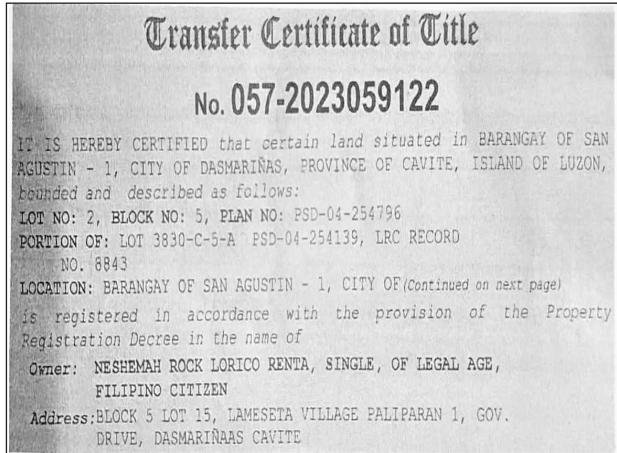 Transfer Certificate of Title
No. 057-2023059122
IT IS HEREBY CERTIFIED that certain land situated in BARANGAY OF SAN
AGUSTIN - 1, CITY OF DASMARIÑAS, PROVINCE OF CAVITE, ISLAND OF LUZON,
bounded and described as follows:
LOT NO: 2, BLOCK NO: 5, PLAN NO: PSD-04-254796
PORTION OF: LOT 3830-C-5-A PSD-04-254139, LRC RECORD
NO. 8843
LOCATION: BARANGAY OF SAN AGUSTIN - 1, CITY OF(Continued on next page)
is registered in accordance with the provision of the Property
Registration Decree in the name of
Owner: NESHEMAH ROCK LORICO RENTA, SINGLE, OF LEGAL AGE,
FILIPINO CITIZEN
Address:BLOCK 5 LOT 15, LAMESETA VILLAGE PALIPARAN 1, GOV.
DRIVE, DASMARIÑAAS CAVITE